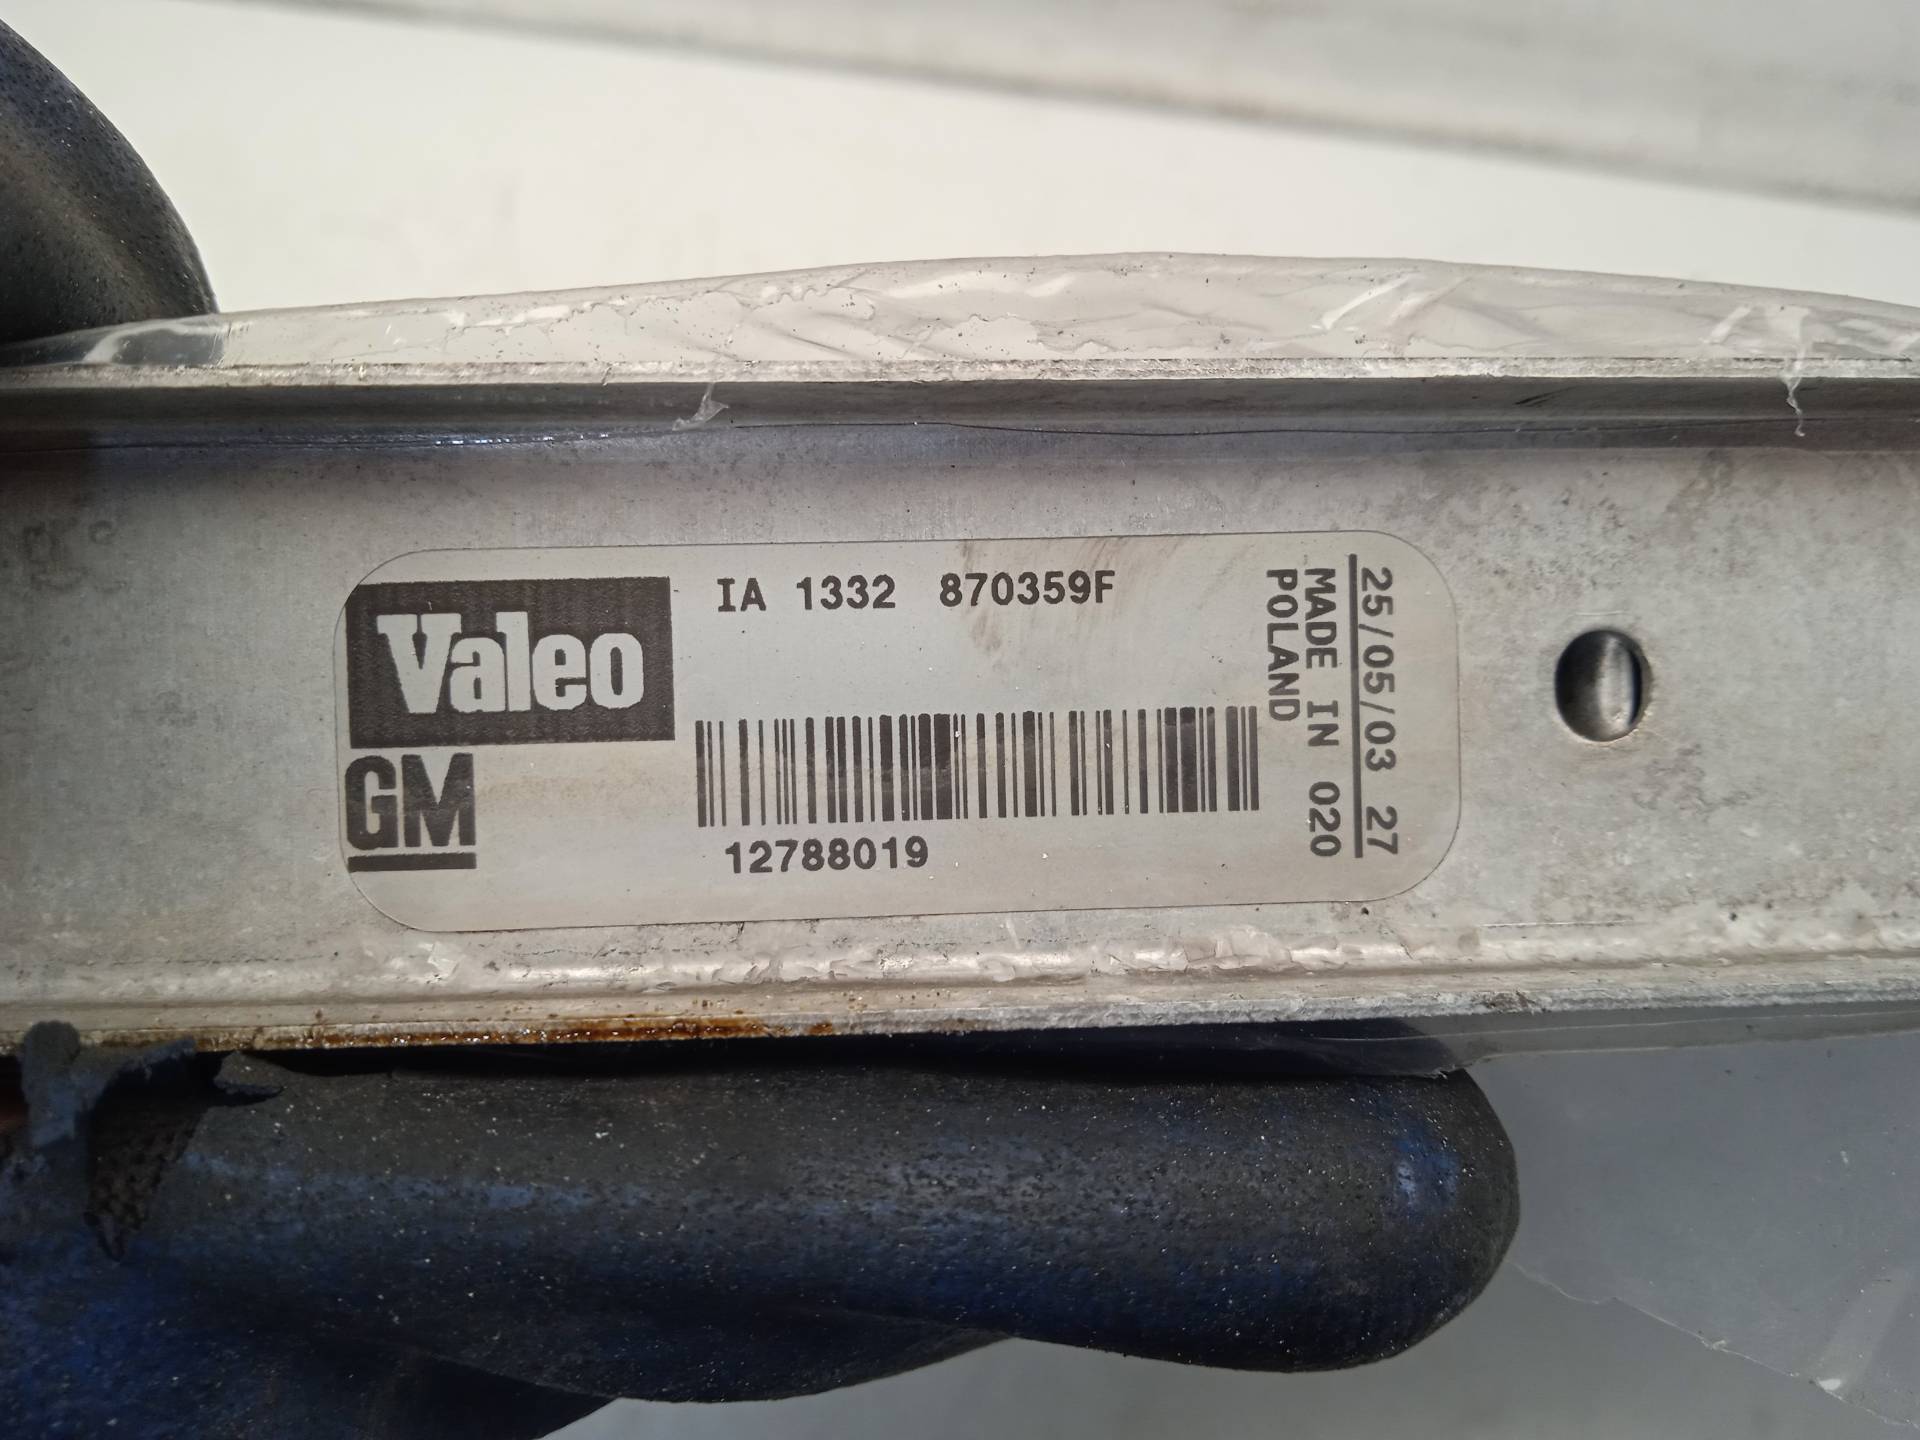 Valeo
GM
IA 1332 870359F
12788019
25/05/03 27
MADE IN 020
POLAND